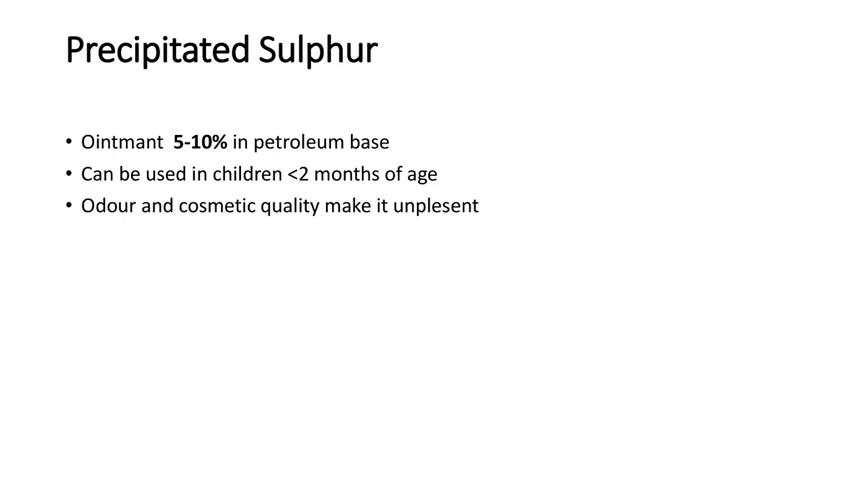 Precipitated Sulphur
• Ointmant 5-10% in petroleum base
• Can be used in children <2 months of age
• Odour and cosmetic quality make it unplesent